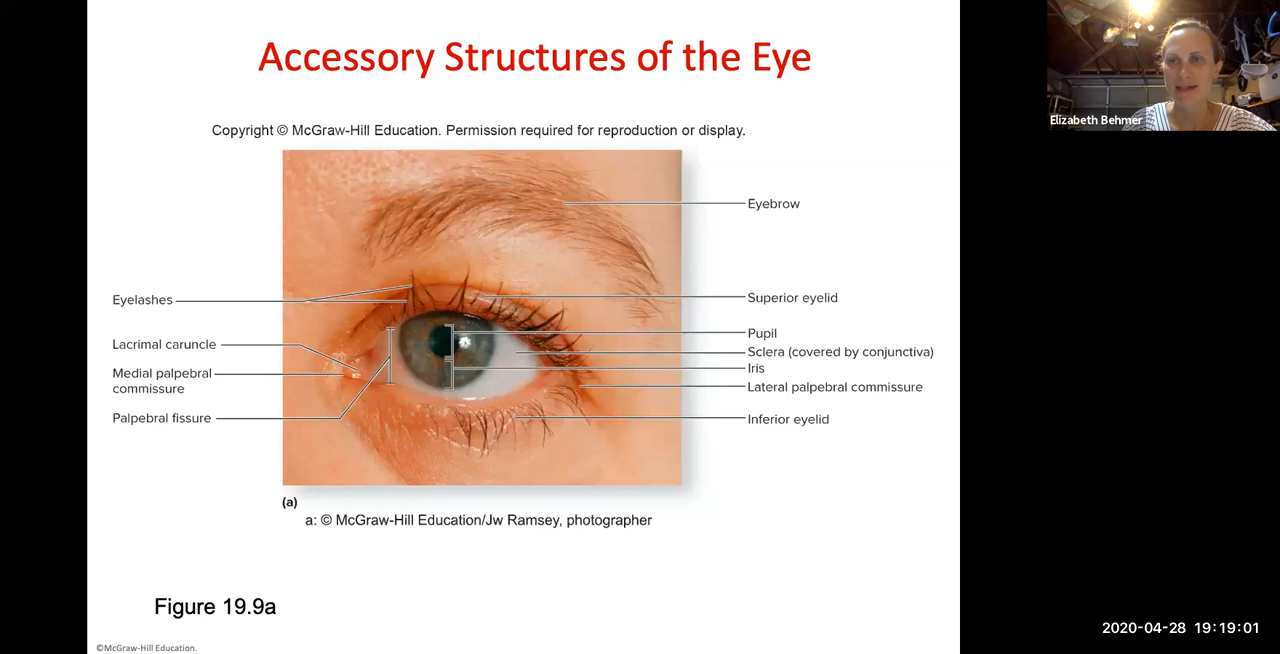 Accessory Structures of the Eye
Elizabeth Behmer
Copyright © McGraw-Hill Education. Permission required for reproduction or display.
Eyebrow
Eyelashes
Superior eyelid
Pupil
Lacrimal caruncle
Sclera (covered by conjunctiva)
Iris
Medial palpebral
commissure
Lateral palpebral commissure
Palpebral fissure
Inferior eyelid
(a)
a: © McGraw-Hill Education/Jw Ramsey, photographer
Figure 19.9a
2020-04-28 19:19:01
©McGraw-Hill Education.